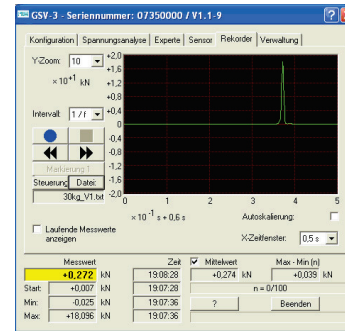 GSV-3 - Seriennummer: 07350000 / V1.1-9
Konfiguration Spannungsanalyse Experte Sensor Rekorder Verwaltung
Y-Zoom: 10
×10⁺¹ kN
+2,0
+1,6
+1,2
+0,8
+0,4
0
-0,4
-0,8
-1,2
-1,6
-2,0
Intervall: 1 / f
Markierung 1
Steuerung Datei:
30kg_V1.txt
0 1 2 3 4 5
× 10 ⁻¹ s + 0,6 s
Autoskalierung:
Laufende Messwerte anzeigen
X-Zeitfenster: 0,5 s
Messwert Zeit Mittelwert Max - Min (n)
+0,272 kN 19:08:28 +0,274 kN +0,039 kN
Start: +0,007 kN 19:07:28 n = 0/100
Min: -0,025 kN 19:07:36 ? Beenden
Max: +18,096 kN 19:07:36